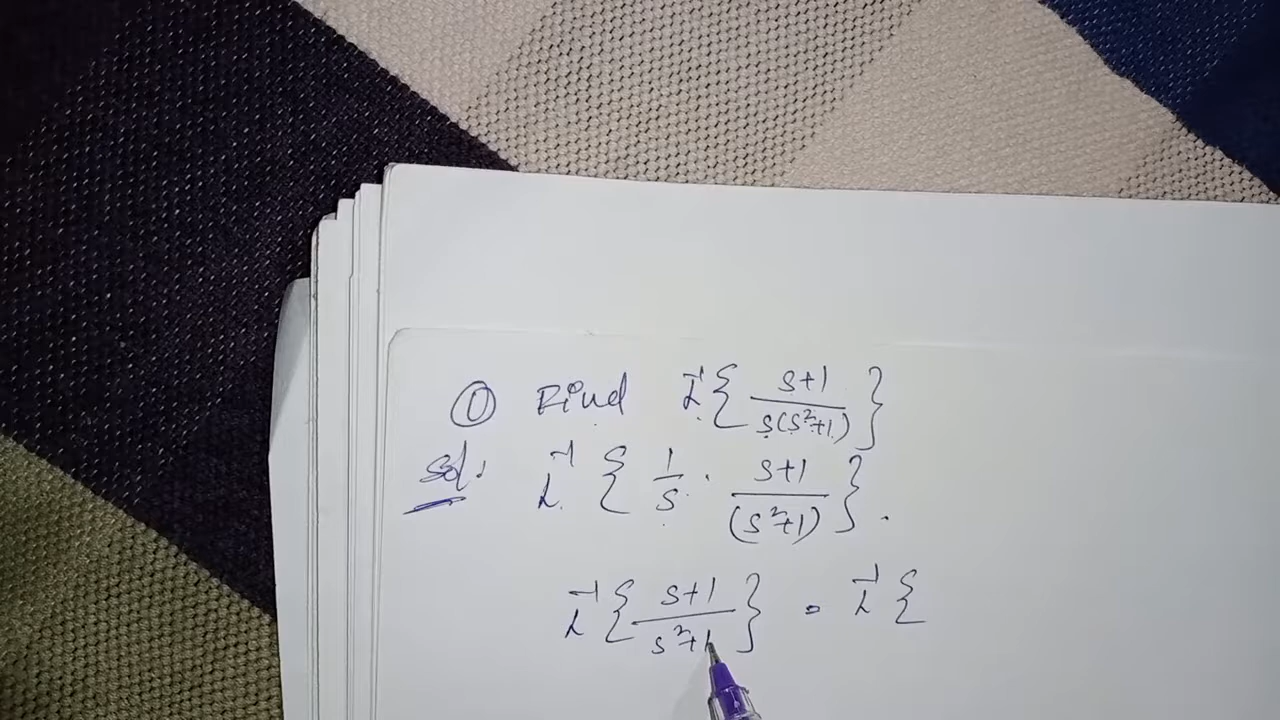 ① Find L⁻¹{ (s+1)/(s(s²+1)) }
Sol: L⁻¹{ 1/s · (s+1)/(s²+1) }.
L⁻¹{ (s+1)/(s²+1) } = L⁻¹{